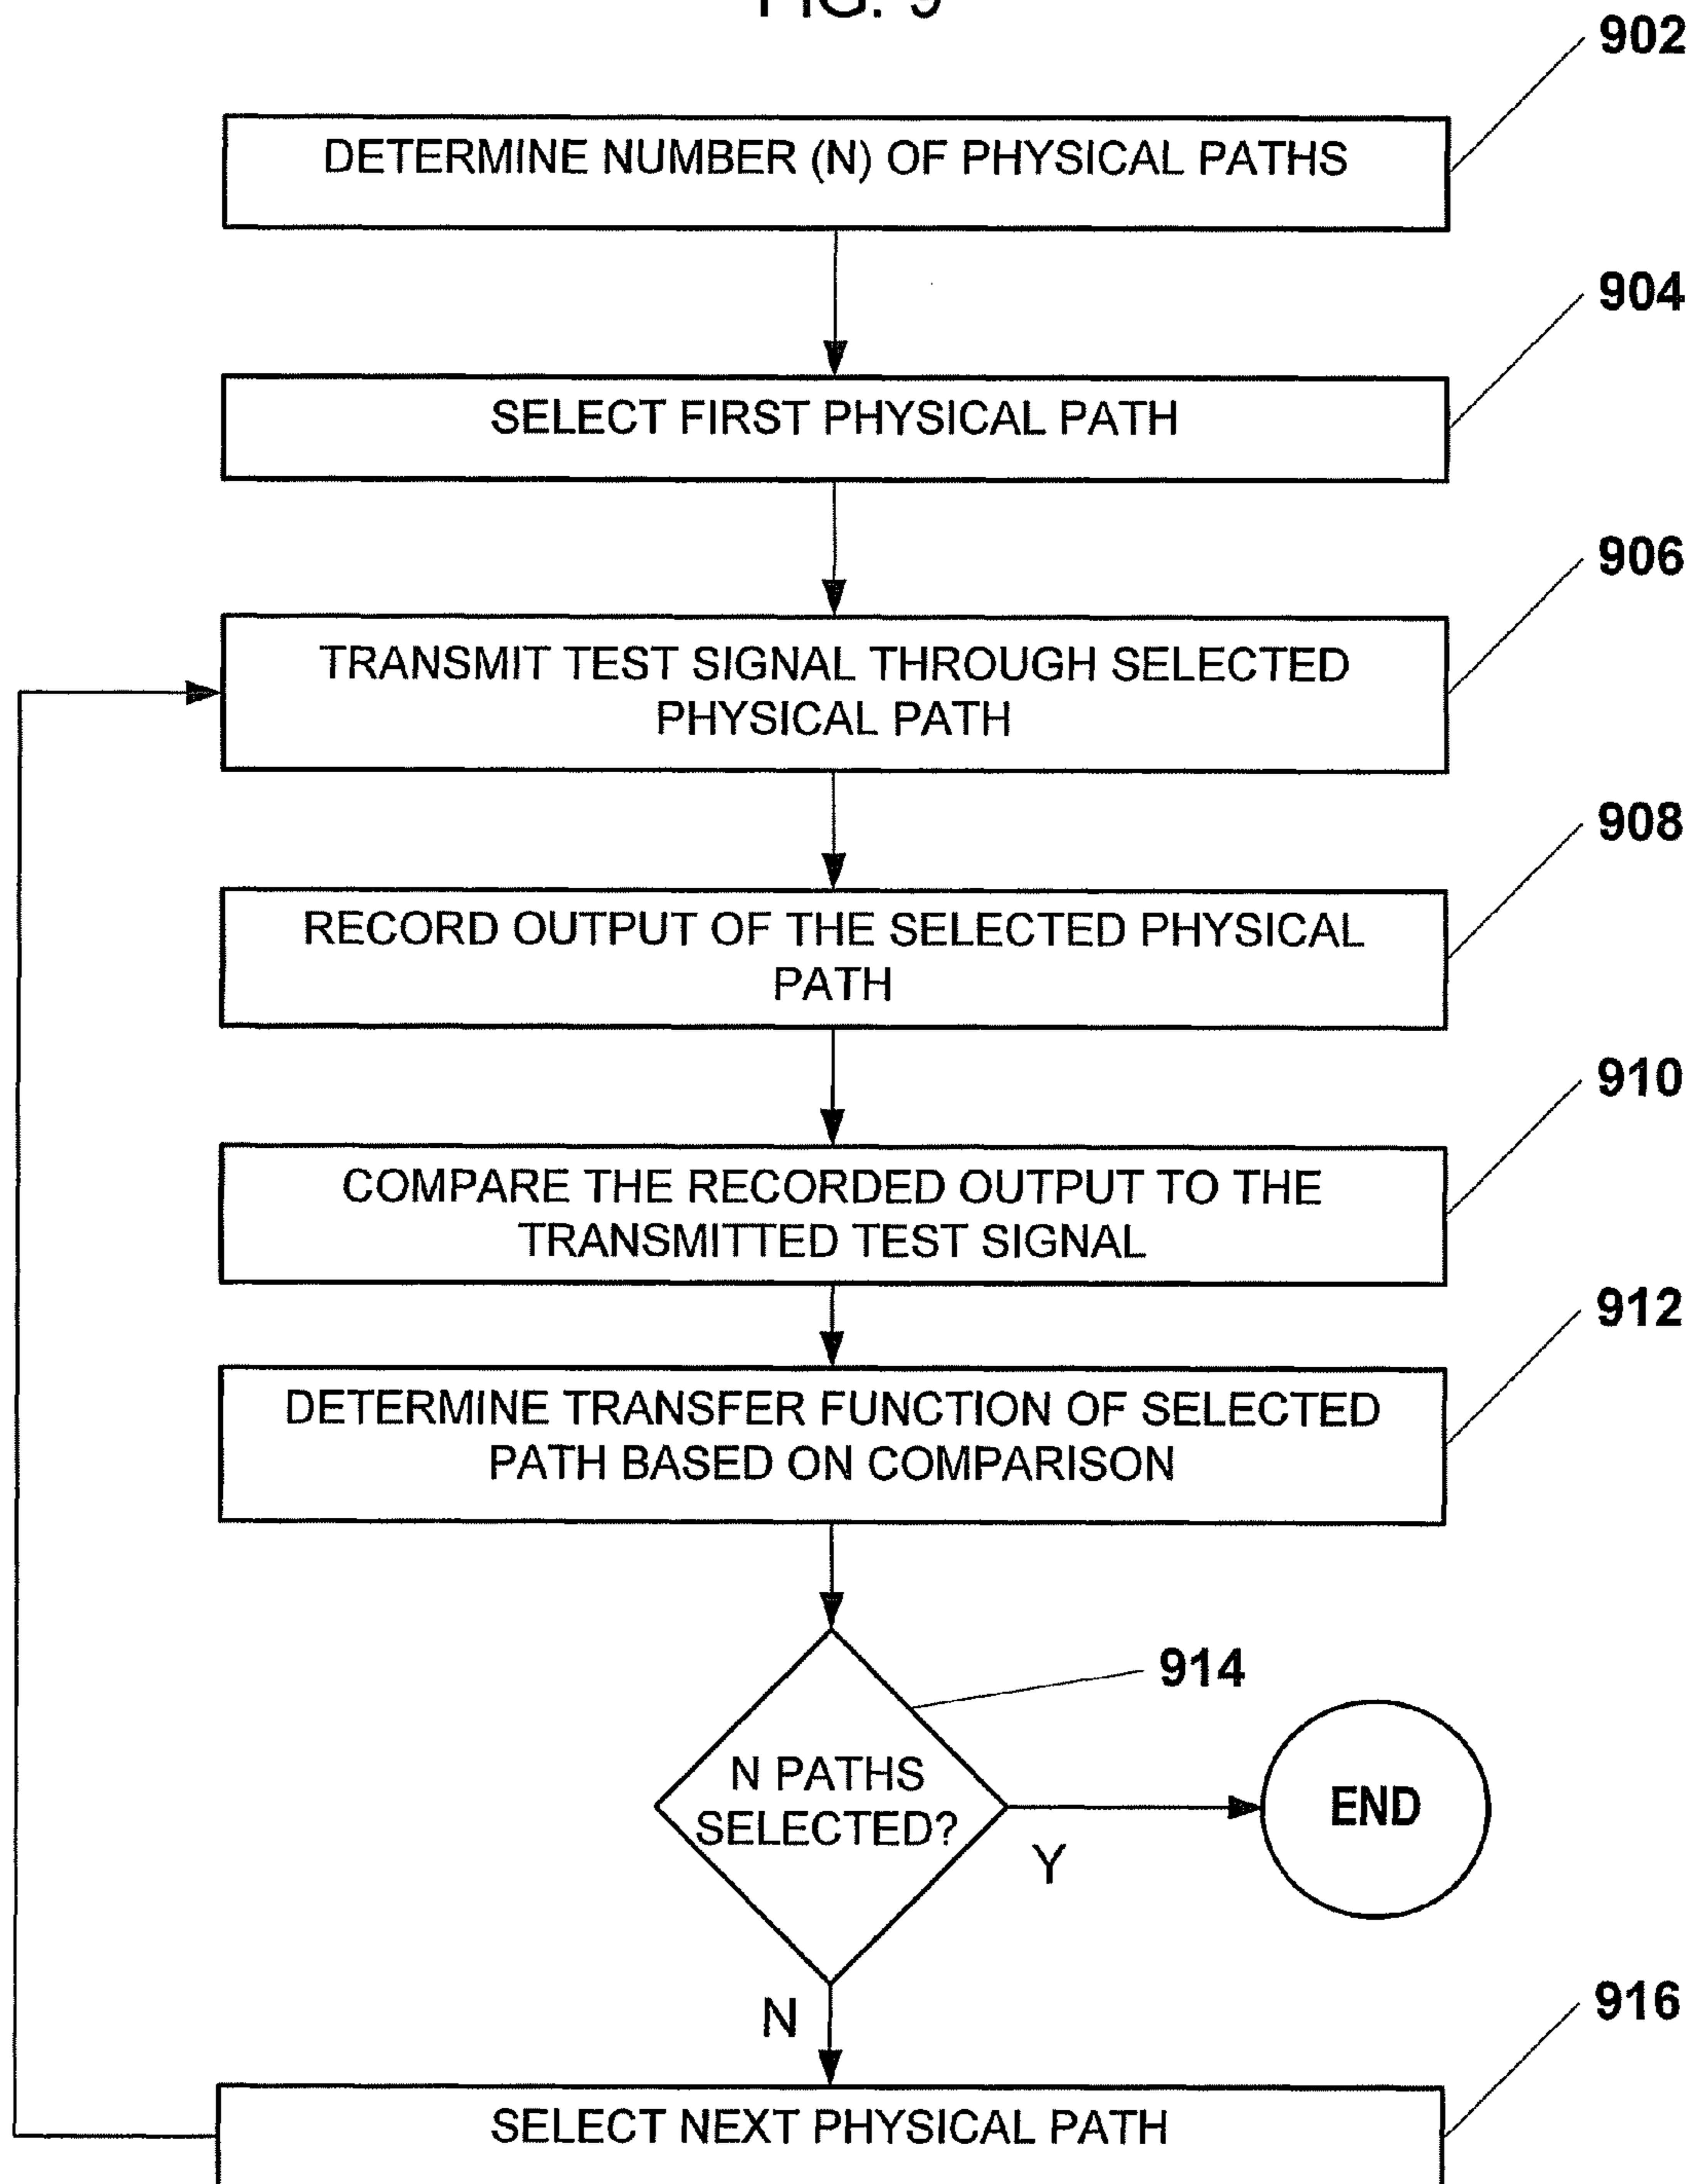 FIG. 9
902
DETERMINE NUMBER (N) OF PHYSICAL PATHS
904
SELECT FIRST PHYSICAL PATH
906
TRANSMIT TEST SIGNAL THROUGH SELECTED
PHYSICAL PATH
908
RECORD OUTPUT OF THE SELECTED PHYSICAL
PATH
910
COMPARE THE RECORDED OUTPUT TO THE
TRANSMITTED TEST SIGNAL
912
DETERMINE TRANSFER FUNCTION OF SELECTED
PATH BASED ON COMPARISON
914
N PATHS
SELECTED?
END
Y
N
916
SELECT NEXT PHYSICAL PATH